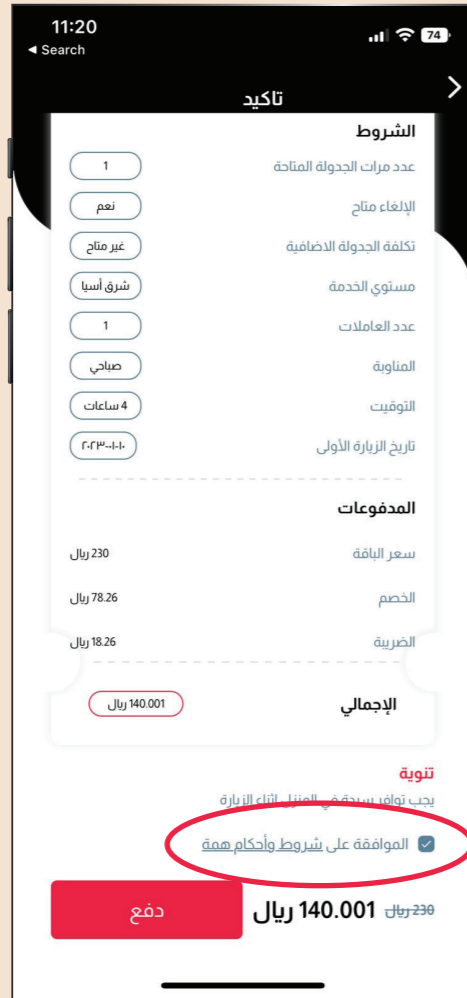 11:20
74
◄ Search
تاكيد
الشروط
عدد مرات الجدولة المتاحة 1
الإلغاء متاح نعم
تكلفة الجدولة الاضافية غير متاح
مستوي الخدمة شرق أسيا
عدد العاملات 1
المناوبة صباحي
التوقيت 4 ساعات
تاريخ الزيارة الأولى ٢٠٢٣-٠١-١٠
المدفوعات
سعر الباقة 230 ريال
الخصم 78.26 ريال
الضريبة 18.26 ريال
الإجمالي 140.001 ريال
تنوية
يجب توافر سيدة في المنزل اثناء الزيارة
الموافقة على شروط وأحكام همة
230 ريال 140.001 ريال
دفع